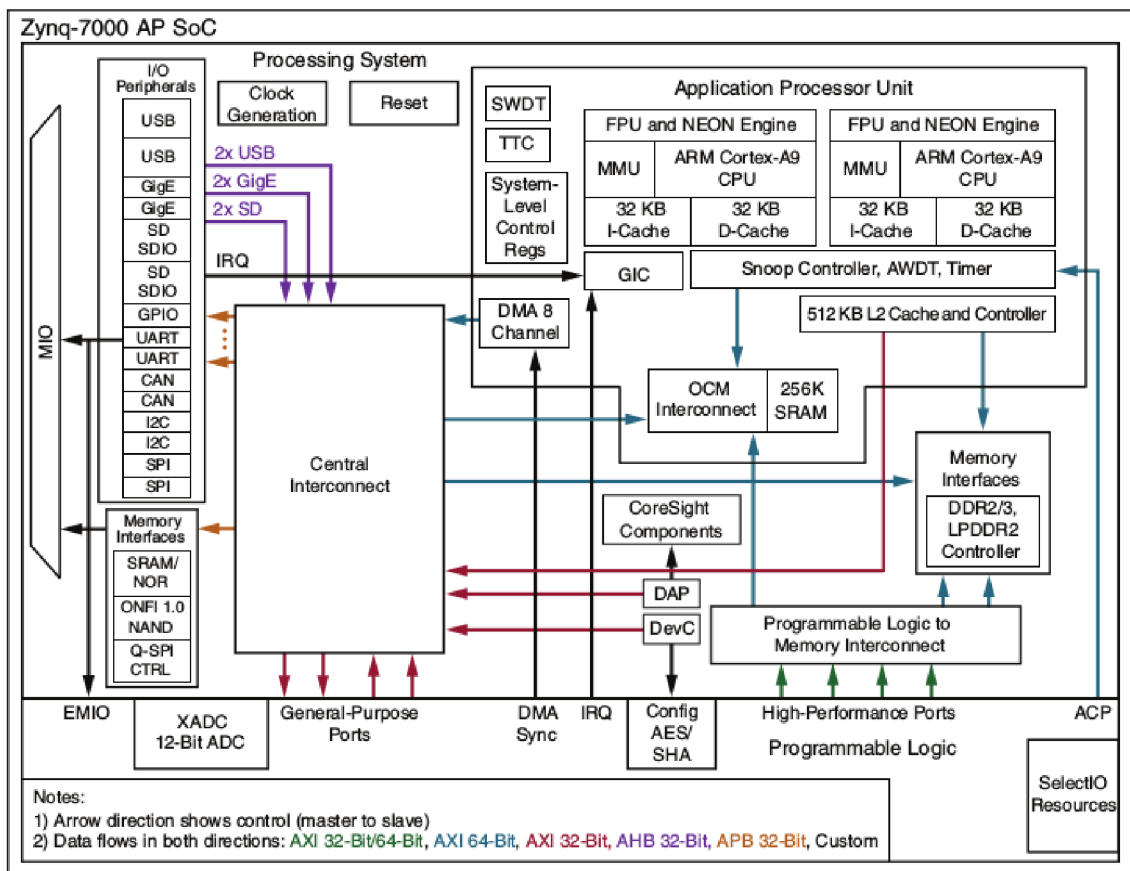 Zynq-7000 AP SoC
Processing System
I/O
Peripherals
USB
USB
GigE
GigE
SD
SDIO
SD
SDIO
GPIO
UART
UART
CAN
CAN
I2C
I2C
SPI
SPI
MIO
Memory
Interfaces
SRAM/
NOR
ONFI 1.0
NAND
Q-SPI
CTRL
Clock
Generation
Reset
2x USB
2x GigE
2x SD
IRQ
Central
Interconnect
Application Processor Unit
SWDT
TTC
System-
Level
Control
Regs
FPU and NEON Engine
MMU
ARM Cortex-A9
CPU
32 KB
I-Cache
32 KB
D-Cache
FPU and NEON Engine
MMU
ARM Cortex-A9
CPU
32 KB
I-Cache
32 KB
D-Cache
GIC
Snoop Controller, AWDT, Timer
DMA 8
Channel
512 KB L2 Cache and Controller
OCM
Interconnect
256K
SRAM
Memory
Interfaces
DDR2/3,
LPDDR2
Controller
CoreSight
Components
DAP
DevC
Programmable Logic to
Memory Interconnect
EMIO
XADC
12-Bit ADC
General-Purpose
Ports
DMA
Sync
IRQ
Config
AES/
SHA
High-Performance Ports
ACP
Programmable Logic
SelectIO
Resources
Notes:
1) Arrow direction shows control (master to slave)
2) Data flows in both directions: AXI 32-Bit/64-Bit, AXI 64-Bit, AXI 32-Bit, AHB 32-Bit, APB 32-Bit, Custom